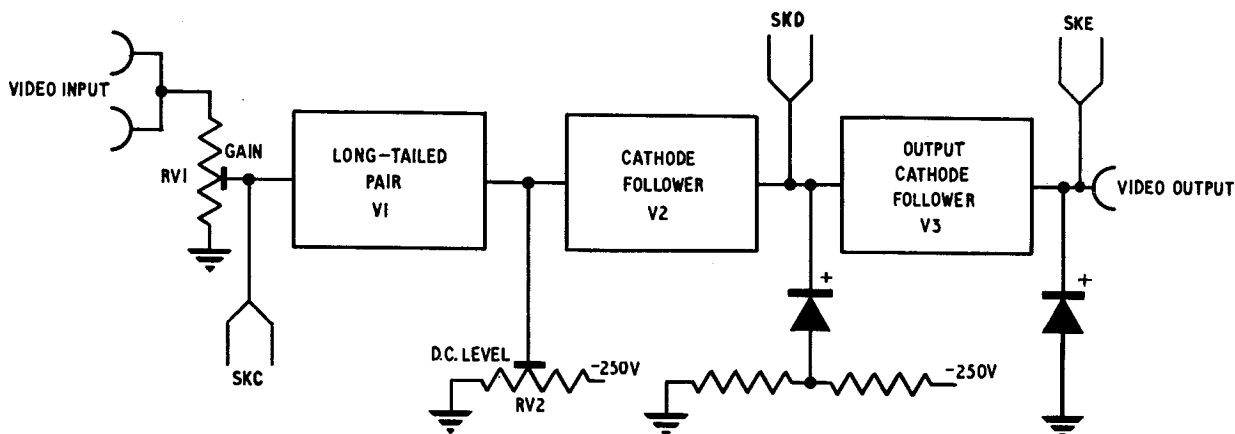 SKD
SKE
VIDEO INPUT
GAIN
RV1
LONG-TAILED
PAIR
V1
CATHODE
FOLLOWER
V2
OUTPUT
CATHODE
FOLLOWER
V3
VIDEO OUTPUT
+
+
SKC
D.C. LEVEL
-250V
RV2
-250V